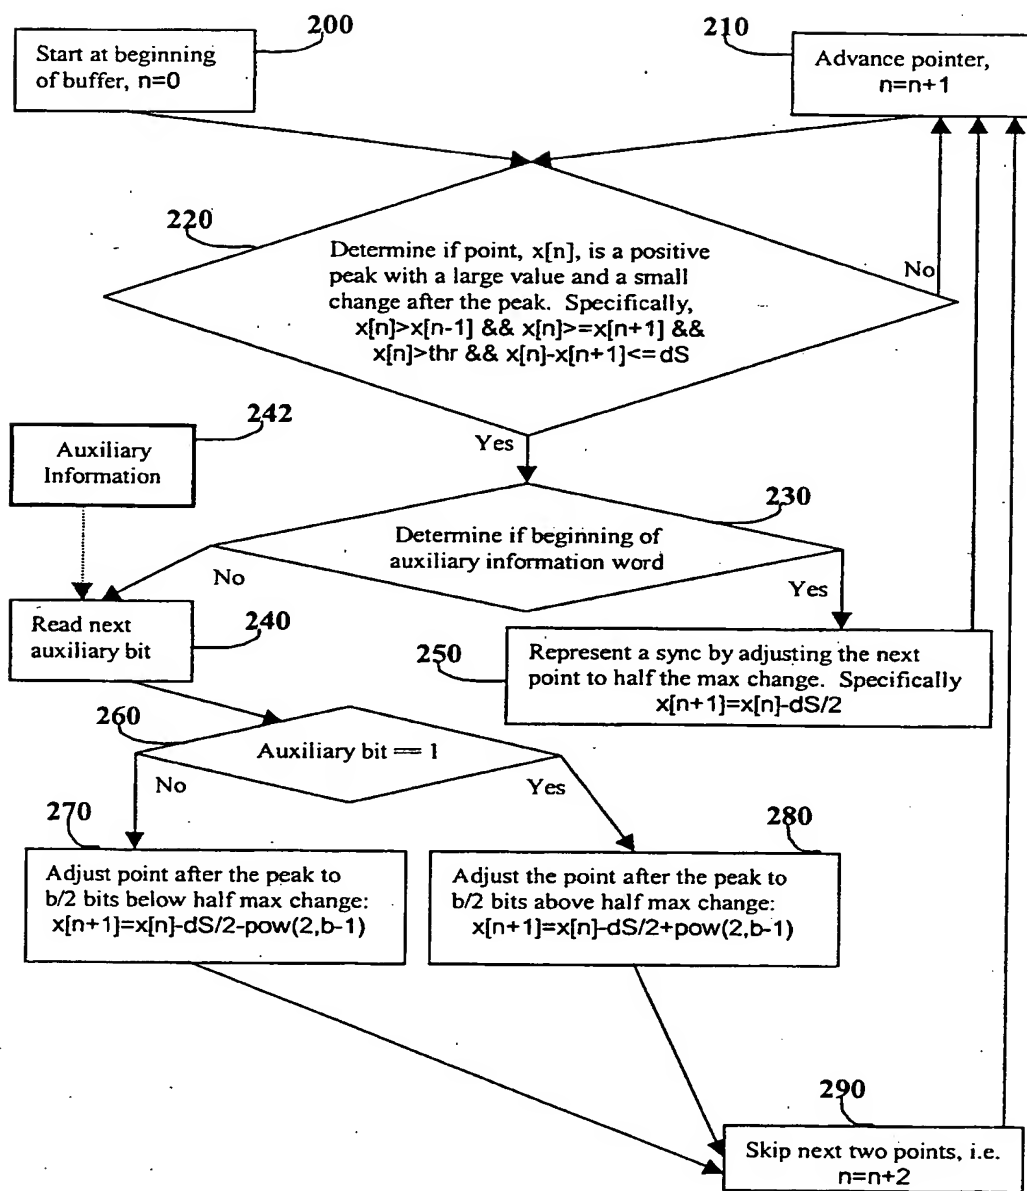 200
Start at beginning
of buffer, n=0
210
Advance pointer,
n=n+1
220
Determine if point, x[n], is a positive
peak with a large value and a small
change after the peak. Specifically,
x[n]>x[n-1] && x[n]>=x[n+1] &&
x[n]>thr && x[n]-x[n+1]<=dS
No
Yes
242
Auxiliary
Information
230
Determine if beginning of
auxiliary information word
No
Yes
240
Read next
auxiliary bit
250
Represent a sync by adjusting the next
point to half the max change. Specifically
x[n+1]=x[n]-dS/2
260
Auxiliary bit == 1
No
Yes
270
Adjust point after the peak to
b/2 bits below half max change:
x[n+1]=x[n]-dS/2-pow(2,b-1)
280
Adjust the point after the peak to
b/2 bits above half max change:
x[n+1]=x[n]-dS/2+pow(2,b-1)
290
Skip next two points, i.e.
n=n+2